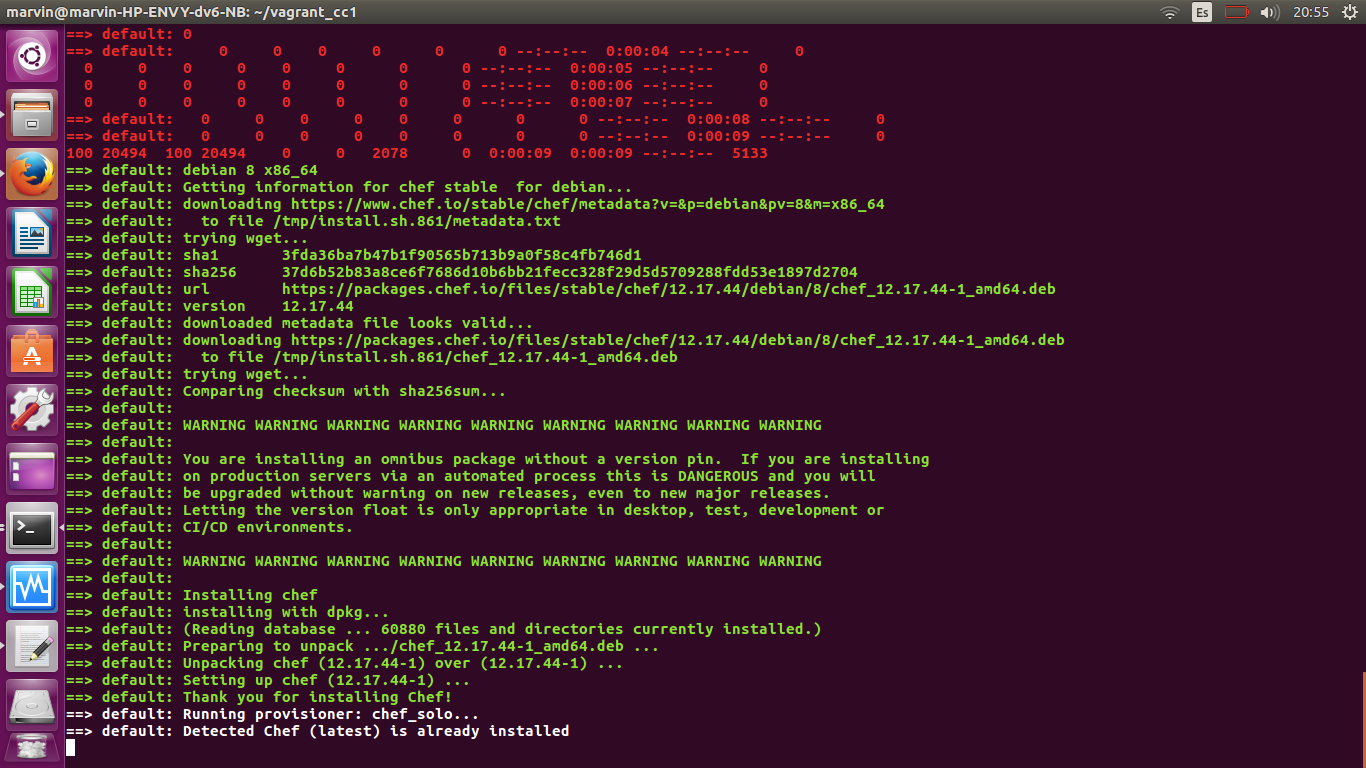 marvin@marvin-HP-ENVY-dv6-NB: ~/vagrant_cc1
Es
20:55
==> default: 0
==> default:     0     0    0     0      0      0 --:--:--  0:00:04 --:--:--     0
  0     0    0     0    0     0      0      0 --:--:--  0:00:05 --:--:--     0
  0     0    0     0    0     0      0      0 --:--:--  0:00:06 --:--:--     0
  0     0    0     0    0     0      0      0 --:--:--  0:00:07 --:--:--     0
==> default:   0     0    0     0    0     0      0      0 --:--:--  0:00:08 --:--:--     0
==> default:   0     0    0     0    0     0      0      0 --:--:--  0:00:09 --:--:--     0
100 20494  100 20494    0     0   2078      0  0:00:09  0:00:09 --:--:--  5133
==> default: debian 8 x86_64
==> default: Getting information for chef stable  for debian...
==> default: downloading https://www.chef.io/stable/chef/metadata?v=&p=debian&pv=8&m=x86_64
==> default:   to file /tmp/install.sh.861/metadata.txt
==> default: trying wget...
==> default: sha1       3fda36ba7b47b1f90565b713b9a0f58c4fb746d1
==> default: sha256     37d6b52b83a8ce6f7686d10b6bb21fecc328f29d5d5709288fdd53e1897d2704
==> default: url        https://packages.chef.io/files/stable/chef/12.17.44/debian/8/chef_12.17.44-1_amd64.deb
==> default: version    12.17.44
==> default: downloaded metadata file looks valid...
==> default: downloading https://packages.chef.io/files/stable/chef/12.17.44/debian/8/chef_12.17.44-1_amd64.deb
==> default:   to file /tmp/install.sh.861/chef_12.17.44-1_amd64.deb
==> default: trying wget...
==> default: Comparing checksum with sha256sum...
==> default:
==> default: WARNING WARNING WARNING WARNING WARNING WARNING WARNING WARNING WARNING
==> default:
==> default: You are installing an omnibus package without a version pin.  If you are installing
==> default: on production servers via an automated process this is DANGEROUS and you will
==> default: be upgraded without warning on new releases, even to new major releases.
==> default: Letting the version float is only appropriate in desktop, test, development or
==> default: CI/CD environments.
==> default:
==> default: WARNING WARNING WARNING WARNING WARNING WARNING WARNING WARNING WARNING
==> default:
==> default: Installing chef
==> default: installing with dpkg...
==> default: (Reading database ... 60880 files and directories currently installed.)
==> default: Preparing to unpack .../chef_12.17.44-1_amd64.deb ...
==> default: Unpacking chef (12.17.44-1) over (12.17.44-1) ...
==> default: Setting up chef (12.17.44-1) ...
==> default: Thank you for installing Chef!
==> default: Running provisioner: chef_solo...
==> default: Detected Chef (latest) is already installed